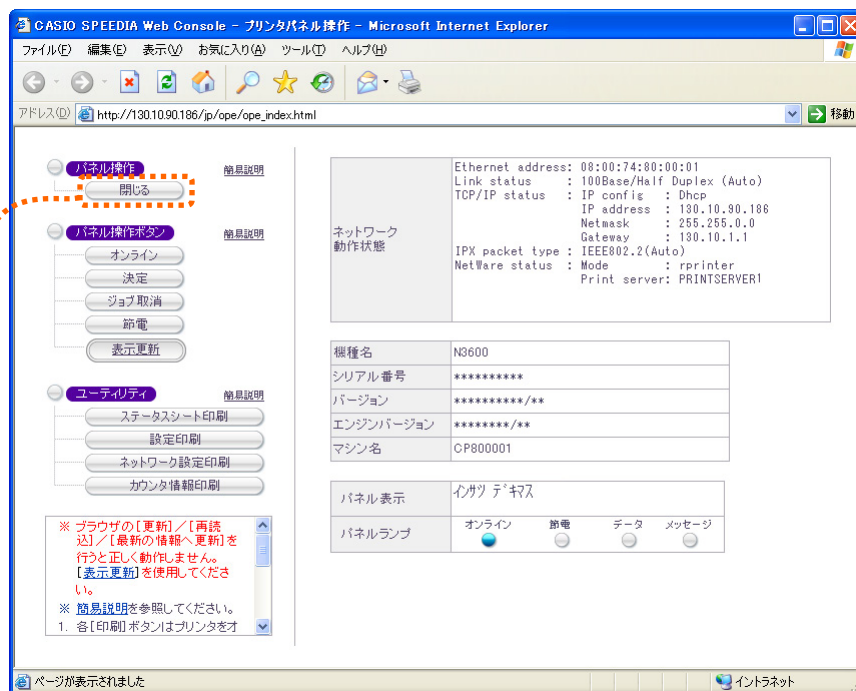 CASIO SPEEDIA Web Console - プリンタパネル操作 - Microsoft Internet Explorer
ファイル(F) 編集(E) 表示(V) お気に入り(A) ツール(T) ヘルプ(H)
アドレス(D) http://130.10.90.186/jp/ope/ope_index.html 移動
パネル操作 簡易説明
閉じる
パネル操作ボタン 簡易説明
オンライン
決定
ジョブ取消
節電
表示更新
ユーティリティ 簡易説明
ステータスシート印刷
設定印刷
ネットワーク設定印刷
カウンタ情報印刷
※ ブラウザの[更新]/[再読
込]/[最新の情報へ更新]を
行うと正しく動作しません。
[表示更新]を使用してくださ
い。
※ 簡易説明を参照してください。
1. 各[印刷]ボタンはプリンタをオ
ネットワーク
動作状態
Ethernet address: 08:00:74:80:00:01
Link status : 100Base/Half Duplex (Auto)
TCP/IP status : IP config : Dhcp
IP address : 130.10.90.186
Netmask : 255.255.0.0
Gateway : 130.10.1.1
IPX packet type : IEEE802.2(Auto)
NetWare status : Mode : rprinter
Print server: PRINTSERVER1
機種名 N3600
シリアル番号 **********
バージョン **********/**
エンジンバージョン ********/**
マシン名 CP800001
パネル表示 インサツ デキマス
パネルランプ オンライン 節電 データ メッセージ
ページが表示されました イントラネット